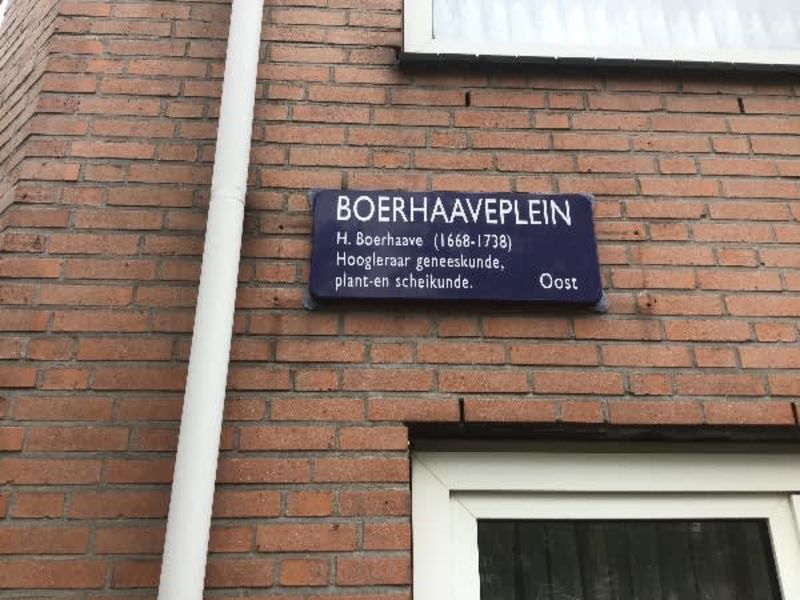 BOERHAAVEPLEIN
H. Boerhaave (1668-1738)
Hoogleraar geneeskunde,
plant-en scheikunde. Oost